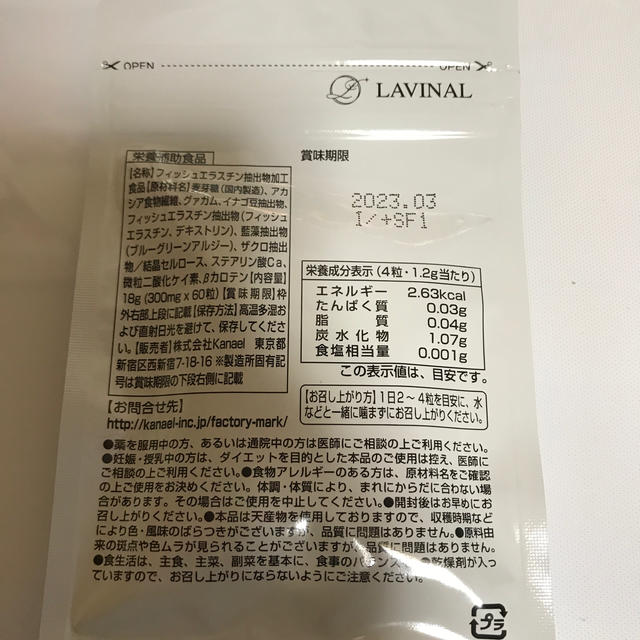 OPEN
OPEN
LAVINAL
栄養補助食品
【名称】フィッシュエラスチン抽出物加工
食品【原材料名】麦芽糖(国内製造)、アカ
シア食物繊維、グァガム、イナゴ豆抽出物、
フィッシュエラスチン抽出物(フィッシュ
エラスチン、デキストリン)、藍藻抽出物
(ブルーグリーンアルジー)、ザクロ抽出
物/結晶セルロース、ステアリン酸Ca、
微粒二酸化ケイ素、βカロテン【内容量】
18g(300mg×60粒)【賞味期限】枠
外右部上段に記載【保存方法】高温多湿お
よび直射日光を避けて、保存してくださ
い。【販売者】株式会社Kanael 東京都
新宿区西新宿7-18-16 ※製造所固有記
号は賞味期限の下段右側に記載
【お問合せ先】
http://kanael-inc.jp/factory-mark/
賞味期限
2023.03
I/+SF1
栄養成分表示(4粒・1.2g当たり)
エネルギー 2.63kcal
たんぱく質 0.03g
脂質 0.04g
炭水化物 1.07g
食塩相当量 0.001g
この表示値は、目安です。
【お召し上がり方】1日2～4粒を目安に、水
などと一緒に噛まずにお召し上がりください。
●薬を服用中の方、あるいは通院中の方は医師にご相談の上ご利用ください。
●妊娠・授乳中の方は、ダイエットを目的とした本品のご使用は控え、医師に
ご相談の上ご利用ください。●食物アレルギーのある方は、原材料名をご確認
の上ご使用をお決めください。体調・体質により、まれにからだに合わない場
合があります。その場合はご使用を中止してください。●開封後はお早めにお
召し上がりください。●本品は天産物を使用しておりますので、収穫時期など
により色・風味のばらつきがございますが、品質に問題はありません。●原料由
来の斑点や色ムラが見られることがございますが、品質に問題はありません。
●食生活は、主食、主菜、副菜を基本に、食事のバランスを。●乾燥剤が入っ
ていますので、お召し上がりにならないようにご注意ください。
プラ